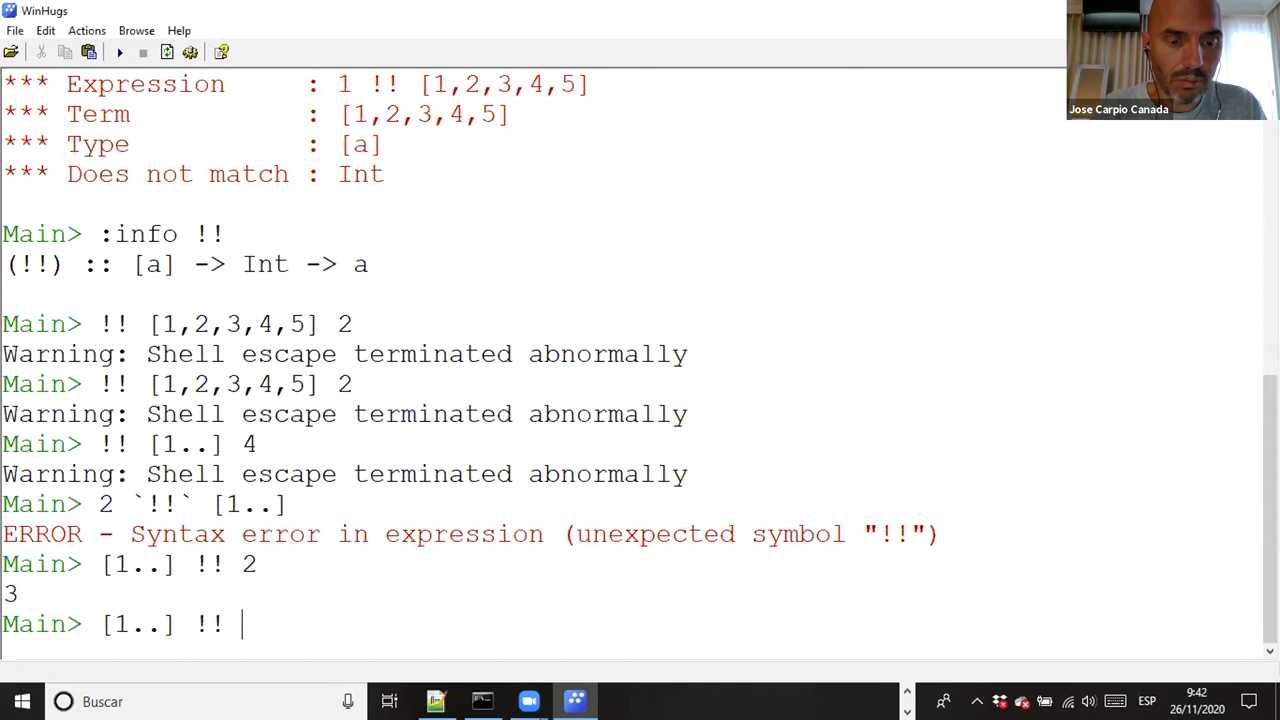 WinHugs
File Edit Actions Browse Help
*** Expression     : 1 !! [1,2,3,4,5]
*** Term           : [1,2,3,4,5]
*** Type           : [a]
*** Does not match : Int
Main> :info !!
(!!) :: [a] -> Int -> a
Main> !! [1,2,3,4,5] 2
Warning: Shell escape terminated abnormally
Main> !! [1,2,3,4,5] 2
Warning: Shell escape terminated abnormally
Main> !! [1..] 4
Warning: Shell escape terminated abnormally
Main> 2 `!!` [1..]
ERROR - Syntax error in expression (unexpected symbol "!!")
Main> [1..] !! 2
3
Main> [1..] !!
Jose Carpio Canada
Buscar
ESP
9:42
26/11/2020